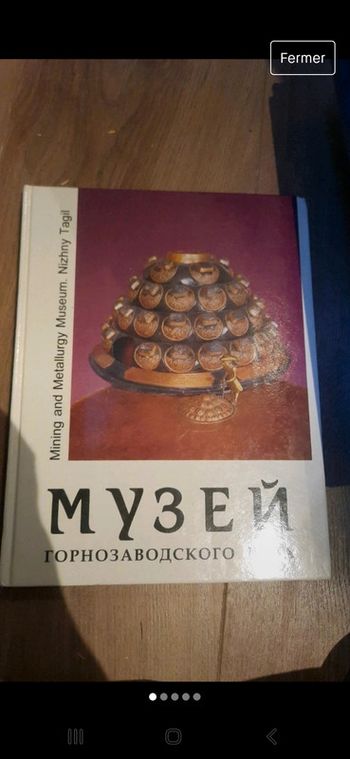 Fermer
Mining and Metallurgy Museum. Nizhny Tagil
МУЗЕЙ
ГОРНОЗАВОДСКОГО